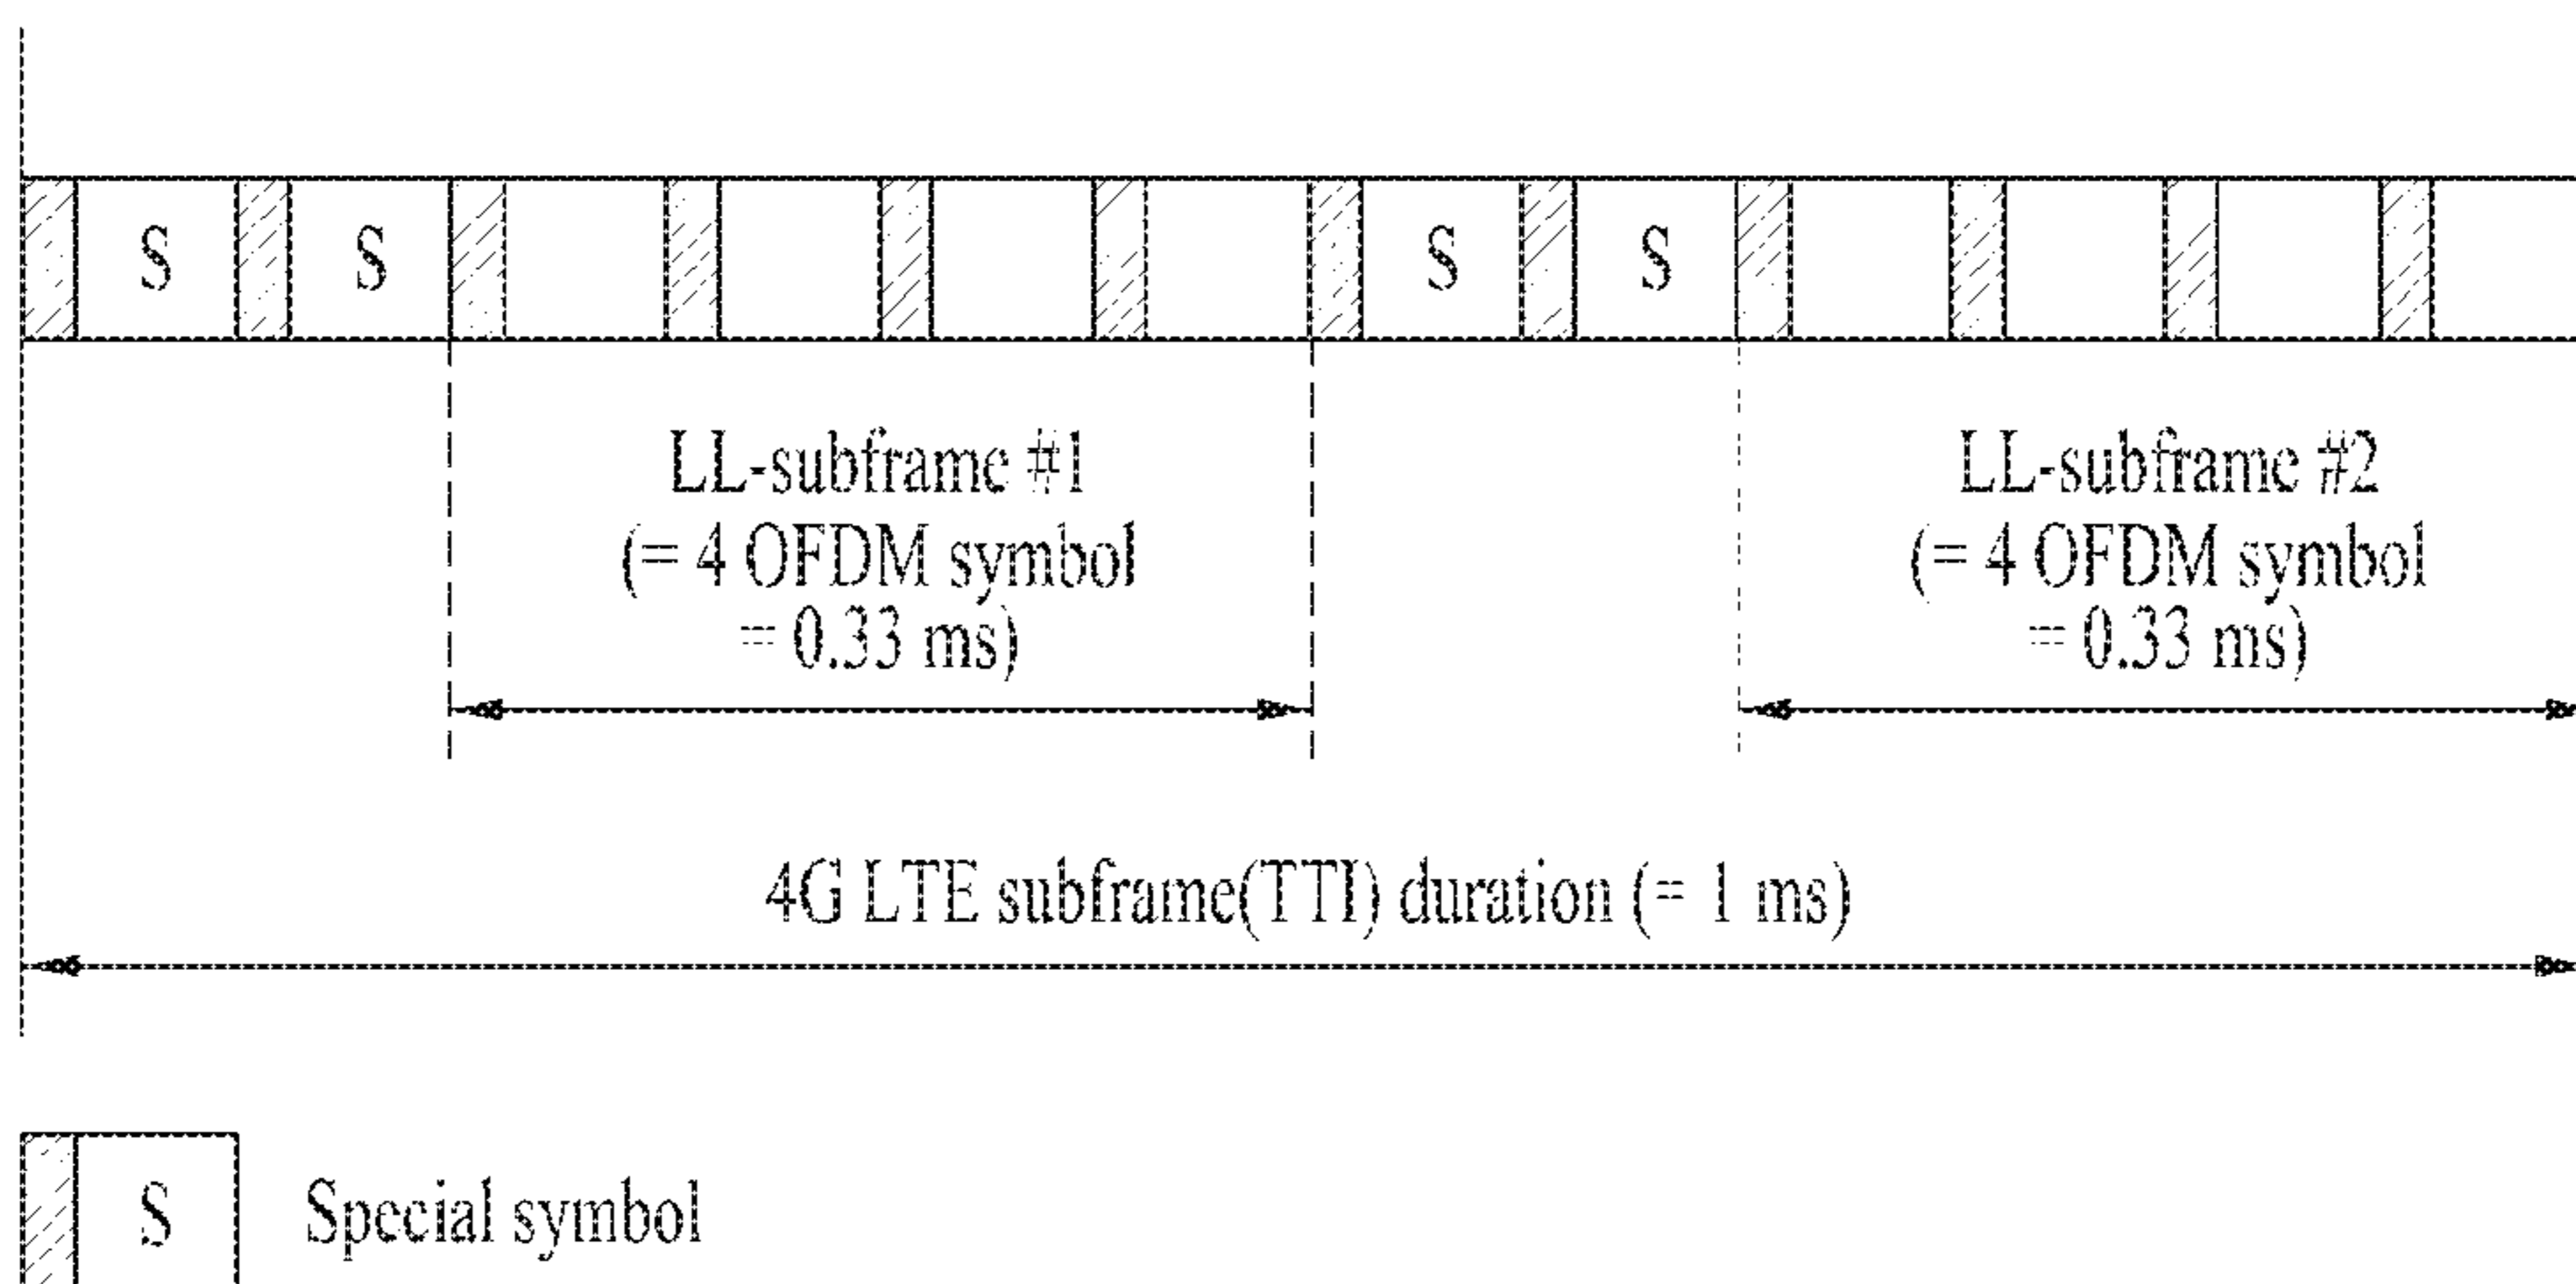 S S S S
LL-subframe #1
(= 4 OFDM symbol
= 0.33 ms)
LL-subframe #2
(= 4 OFDM symbol
= 0.33 ms)
4G LTE subframe(TTI) duration (= 1 ms)
S Special symbol